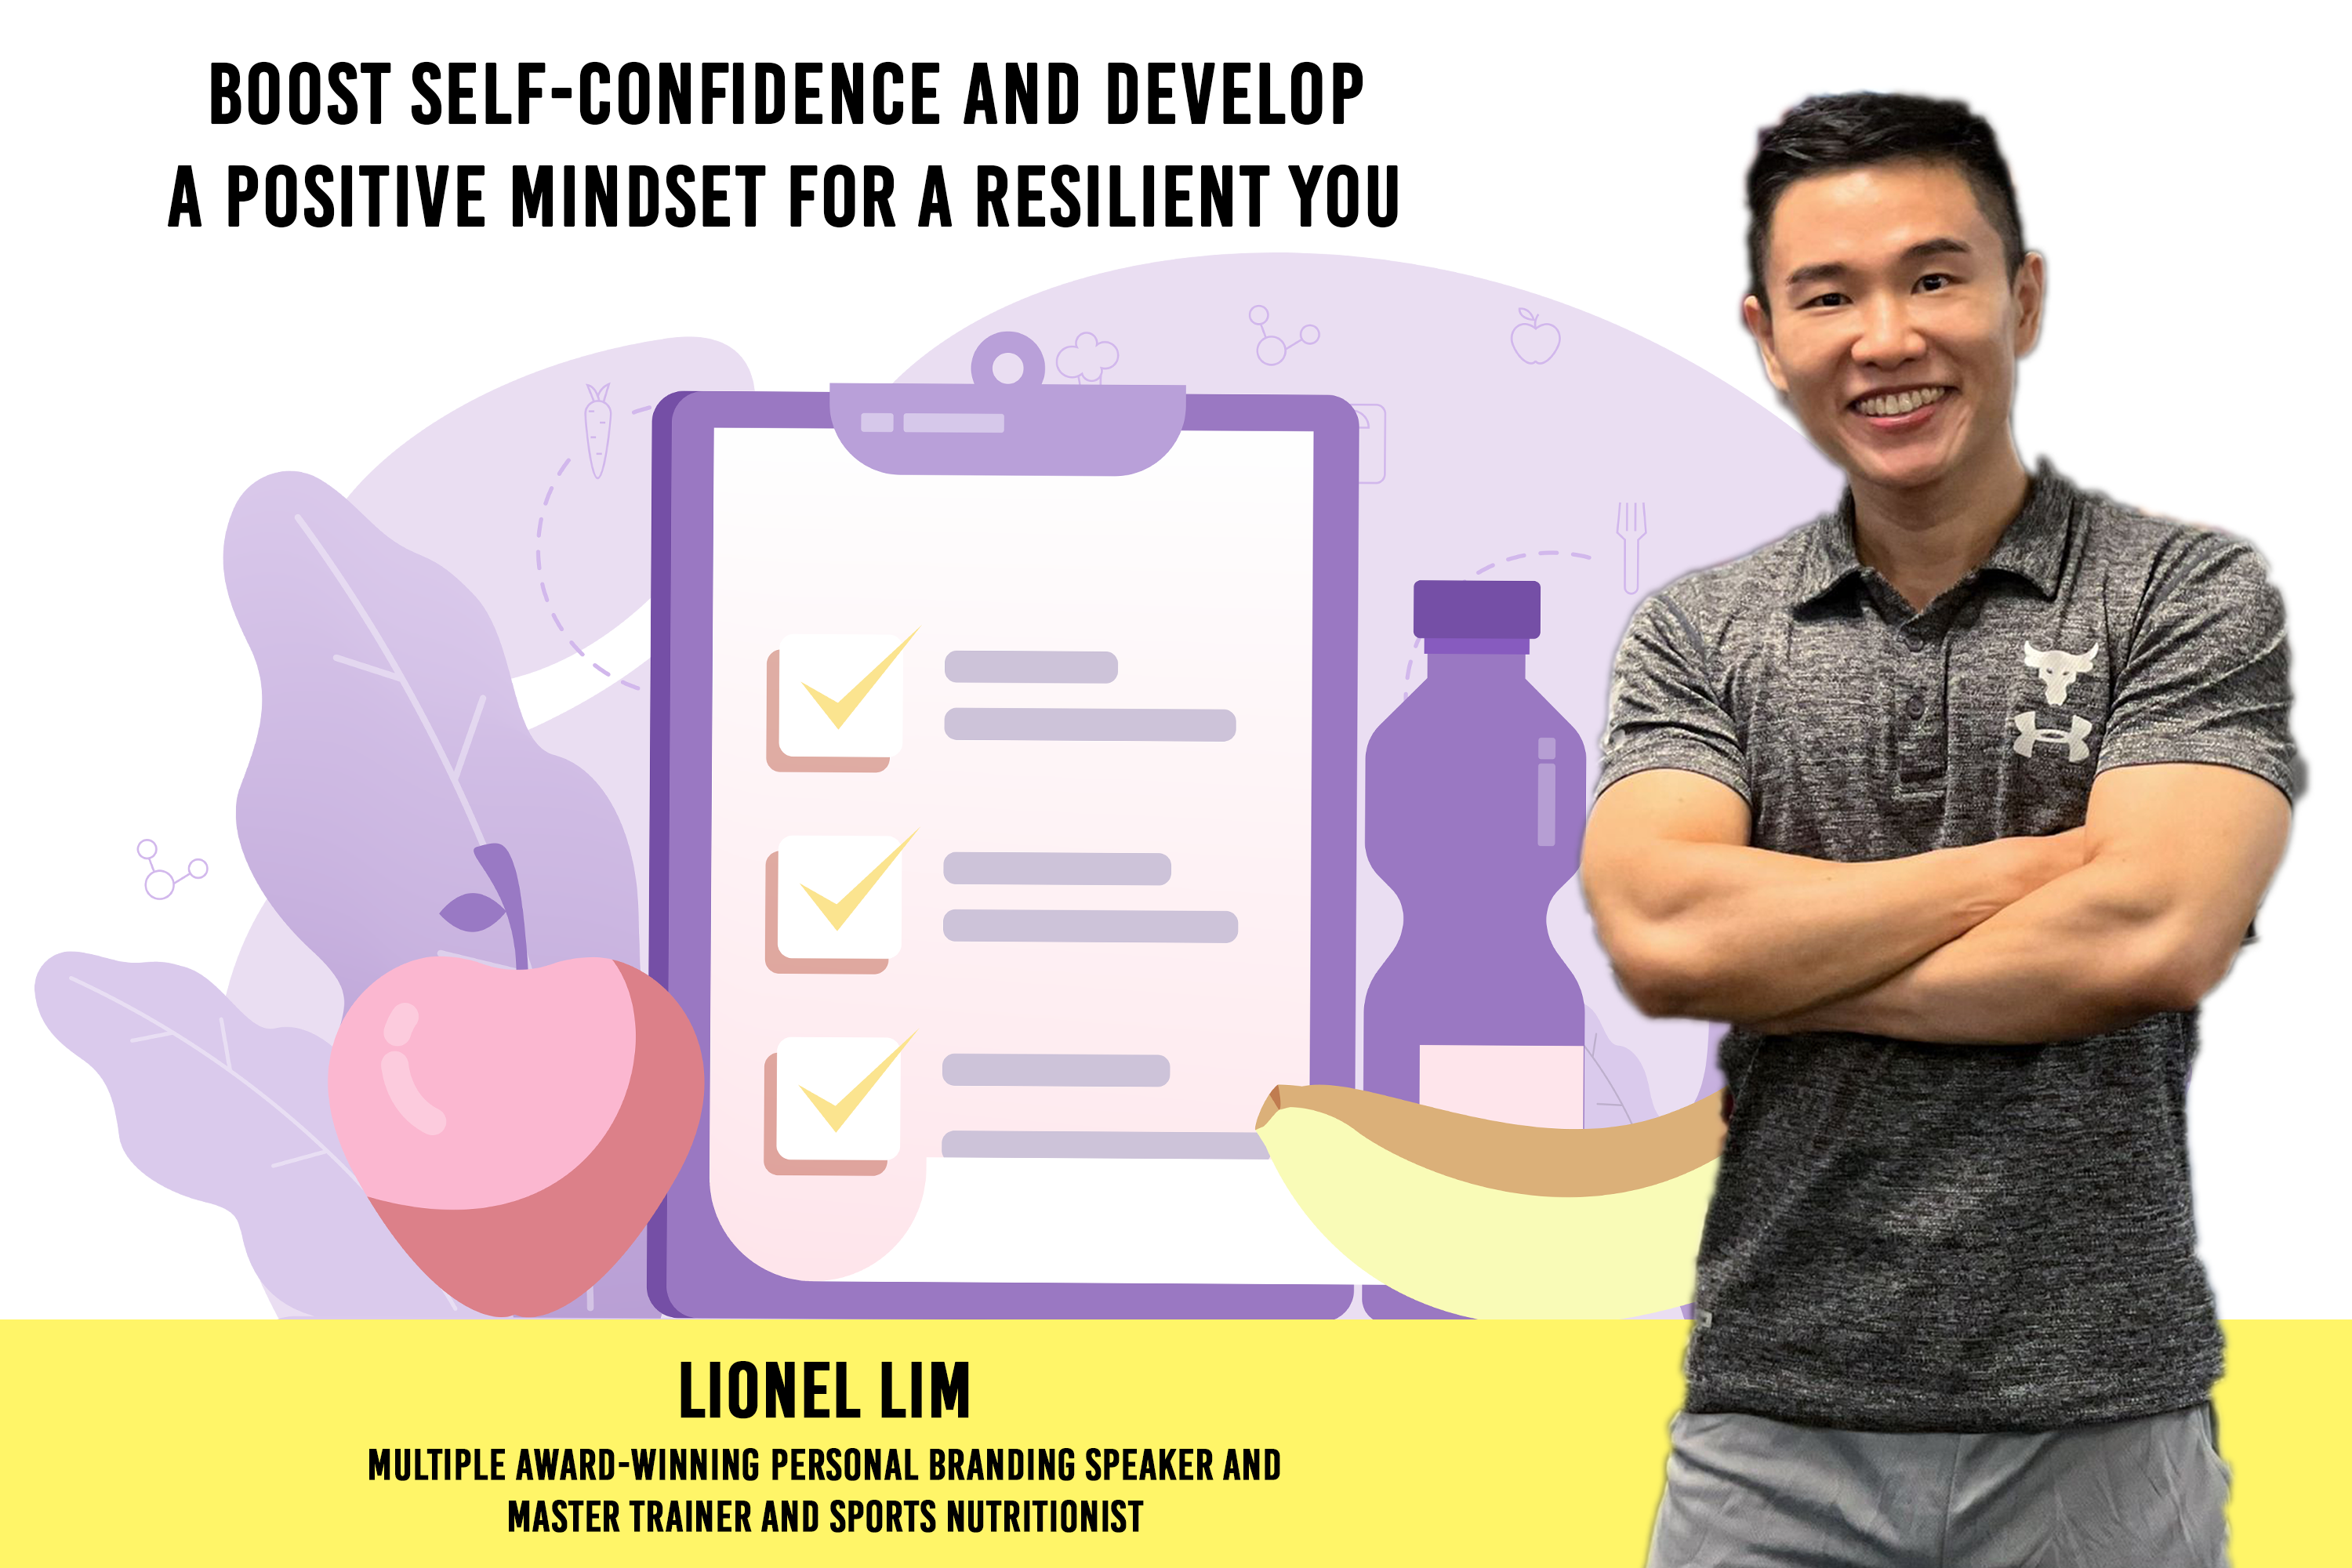 BOOST SELF-CONFIDENCE AND DEVELOP
A POSITIVE MINDSET FOR A RESILIENT YOU
LIONEL LIM
MULTIPLE AWARD-WINNING PERSONAL BRANDING SPEAKER AND
MASTER TRAINER AND SPORTS NUTRITIONIST